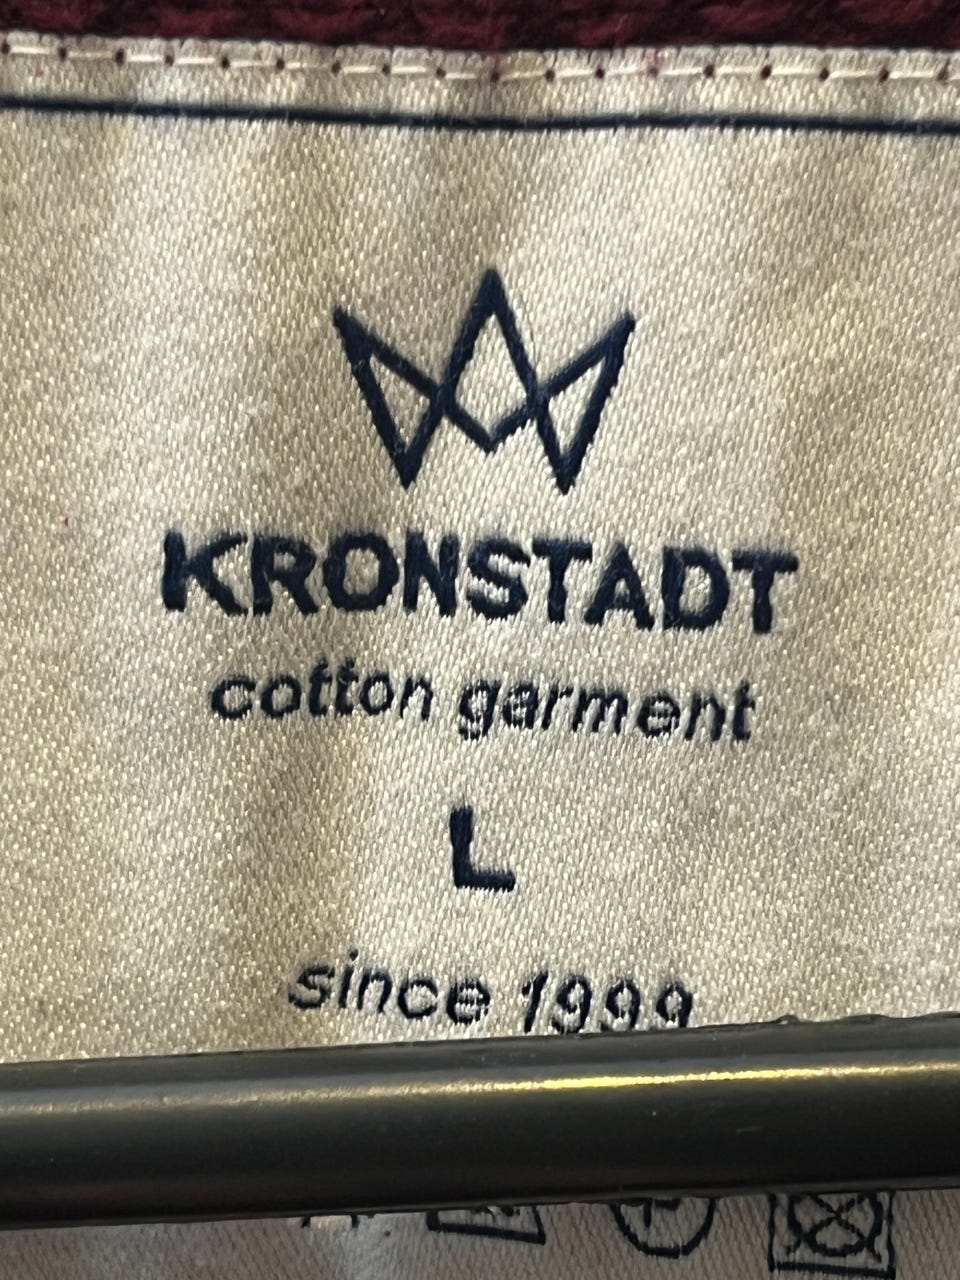 KRONSTADT
cotton garment
L
since 1999